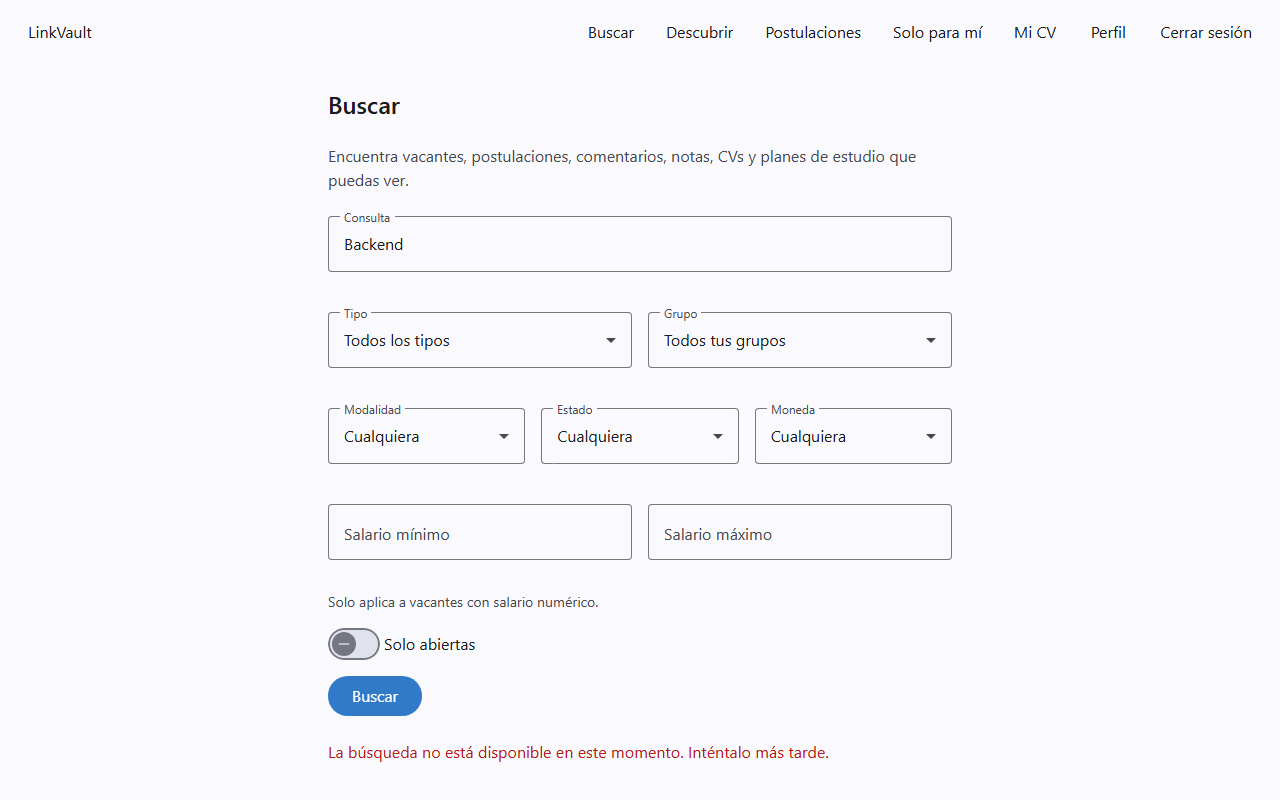 LinkVault
Buscar
Descubrir
Postulaciones
Solo para mí
Mi CV
Perfil
Cerrar sesión
Buscar
Encuentra vacantes, postulaciones, comentarios, notas, CVs y planes de estudio que
puedas ver.
Consulta
Backend
Tipo
Todos los tipos
Grupo
Todos tus grupos
Modalidad
Cualquiera
Estado
Cualquiera
Moneda
Cualquiera
Salario mínimo
Salario máximo
Solo aplica a vacantes con salario numérico.
Solo abiertas
Buscar
La búsqueda no está disponible en este momento. Inténtalo más tarde.